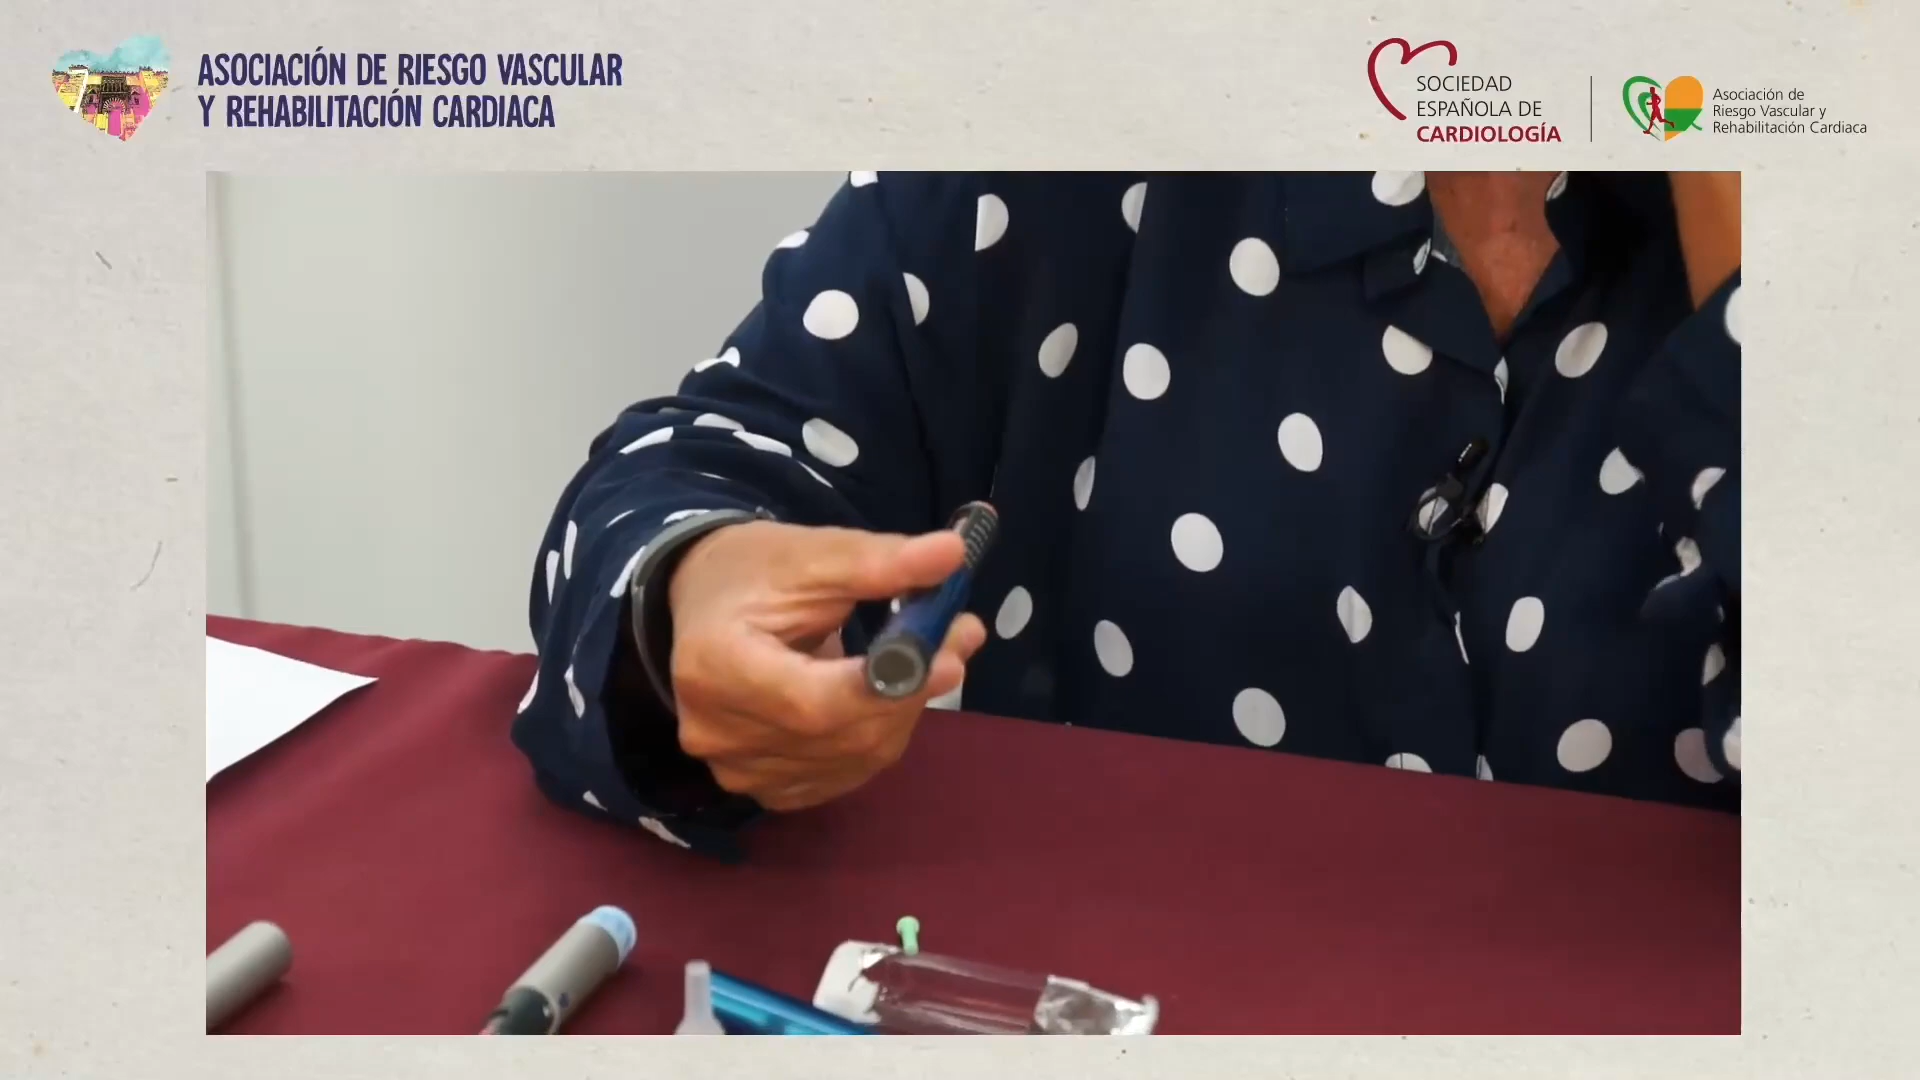 ASOCIACIÓN DE RIESGO VASCULAR
Y REHABILITACIÓN CARDIACA
SOCIEDAD
ESPAÑOLA DE
CARDIOLOGÍA
Asociación de
Riesgo Vascular y
Rehabilitación Cardiaca